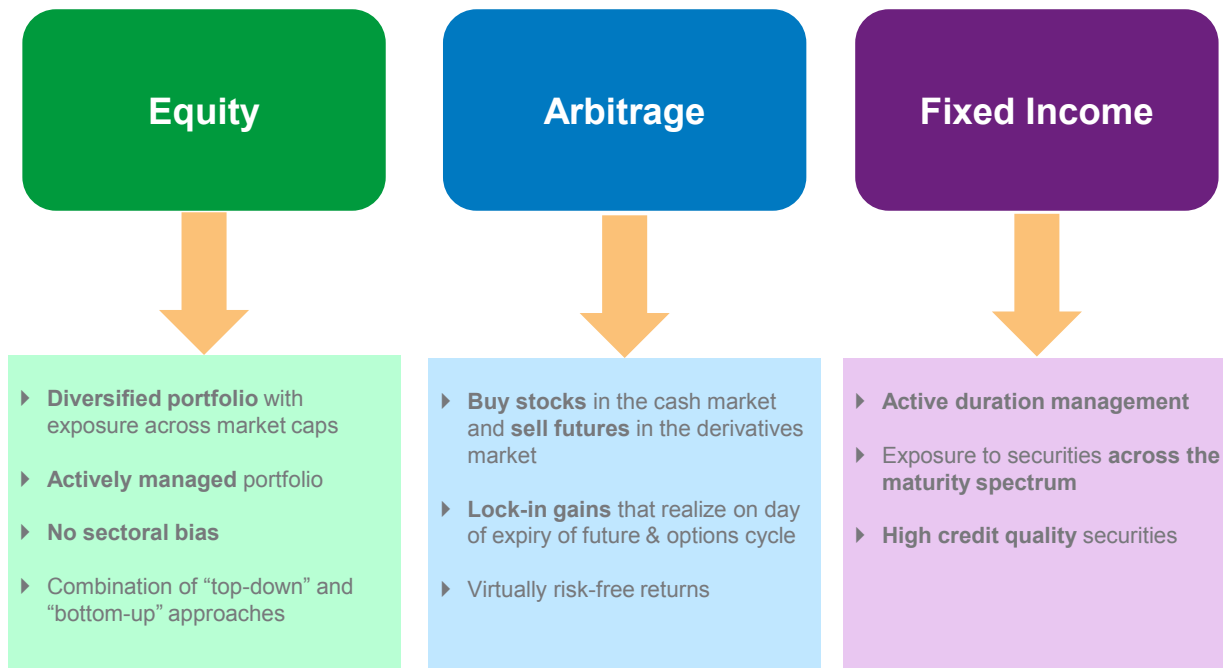 Equity
Arbitrage
Fixed Income
Diversified portfolio with
exposure across market caps
Actively managed portfolio
No sectoral bias
Combination of “top-down” and
“bottom-up” approaches
Buy stocks in the cash market
and sell futures in the derivatives
market
Lock-in gains that realize on day
of expiry of future & options cycle
Virtually risk-free returns
Active duration management
Exposure to securities across the
maturity spectrum
High credit quality securities